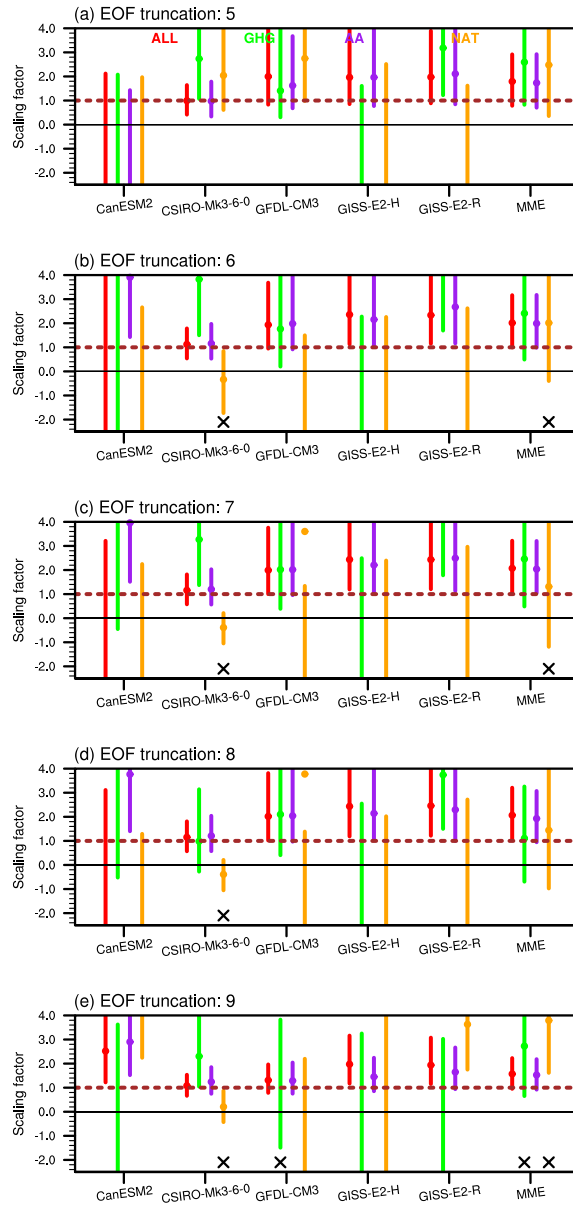 (a) EOF truncation: 5
ALL GHG AA NAT
Scaling factor
4.0
3.0
2.0
1.0
0.0
-1.0
-2.0
CanESM2 CSIRO-Mk3-6-0 GFDL-CM3 GISS-E2-H GISS-E2-R MME
(b) EOF truncation: 6
Scaling factor
4.0
3.0
2.0
1.0
0.0
-1.0
-2.0
CanESM2 CSIRO-Mk3-6-0 GFDL-CM3 GISS-E2-H GISS-E2-R MME
(c) EOF truncation: 7
Scaling factor
4.0
3.0
2.0
1.0
0.0
-1.0
-2.0
CanESM2 CSIRO-Mk3-6-0 GFDL-CM3 GISS-E2-H GISS-E2-R MME
(d) EOF truncation: 8
Scaling factor
4.0
3.0
2.0
1.0
0.0
-1.0
-2.0
CanESM2 CSIRO-Mk3-6-0 GFDL-CM3 GISS-E2-H GISS-E2-R MME
(e) EOF truncation: 9
Scaling factor
4.0
3.0
2.0
1.0
0.0
-1.0
-2.0
CanESM2 CSIRO-Mk3-6-0 GFDL-CM3 GISS-E2-H GISS-E2-R MME